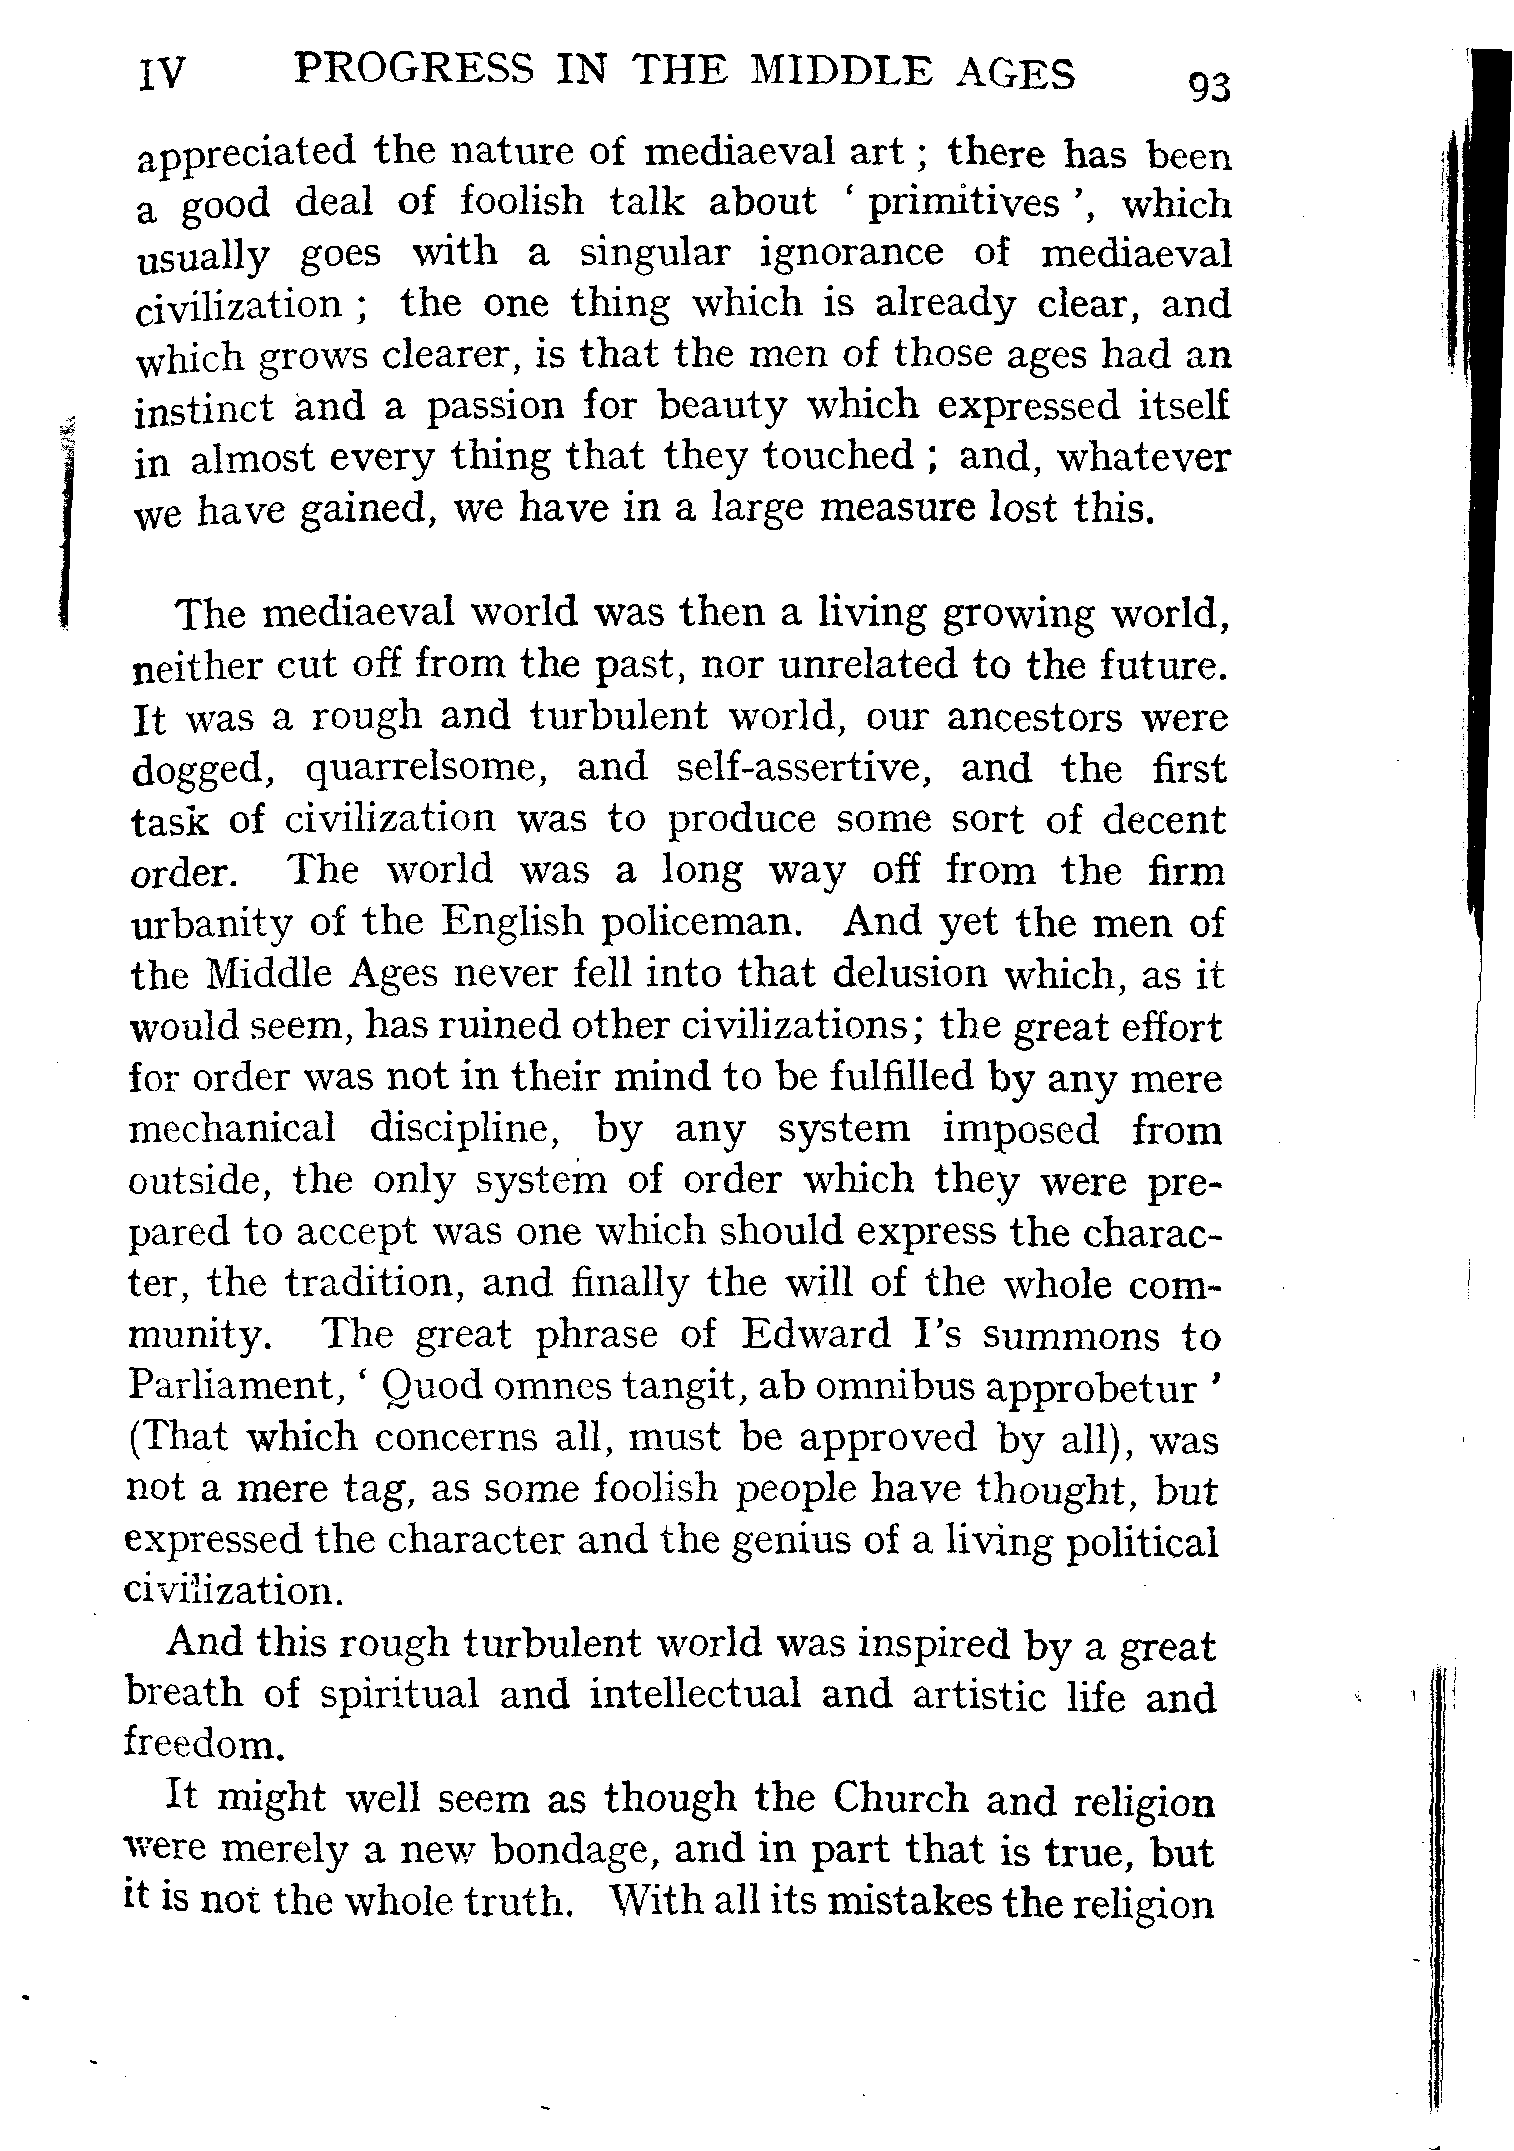 IV PROGRESS IN THE MIDDLE AGES 93
appreciated the nature of mediaeval art ; there has been
a good deal of foolish talk about ‘ primitives ’, which
usually goes with a singular ignorance of mediaeval
civilization ; the one thing which is already clear, and
which grows clearer, is that the men of those ages had an
instinct and a passion for beauty which expressed itself
in almost every thing that they touched ; and, whatever
we have gained, we have in a large measure lost this.
The mediaeval world was then a living growing world,
neither cut off from the past, nor unrelated to the future.
It was a rough and turbulent world, our ancestors were
dogged, quarrelsome, and self-assertive, and the first
task of civilization was to produce some sort of decent
order. The world was a long way off from the firm
urbanity of the English policeman. And yet the men of
the Middle Ages never fell into that delusion which, as it
would seem, has ruined other civilizations; the great effort
for order was not in their mind to be fulfilled by any mere
mechanical discipline, by any system imposed from
outside, the only system of order which they were pre-
pared to accept was one which should express the charac-
ter, the tradition, and finally the will of the whole com-
munity. The great phrase of Edward I’s summons to
Parliament, ‘ Quod omnes tangit, ab omnibus approbetur ’
(That which concerns all, must be approved by all), was
not a mere tag, as some foolish people have thought, but
expressed the character and the genius of a living political
civilization.
And this rough turbulent world was inspired by a great
breath of spiritual and intellectual and artistic life and
freedom.
It might well seem as though the Church and religion
were merely a new bondage, and in part that is true, but
it is not the whole truth. With all its mistakes the religion